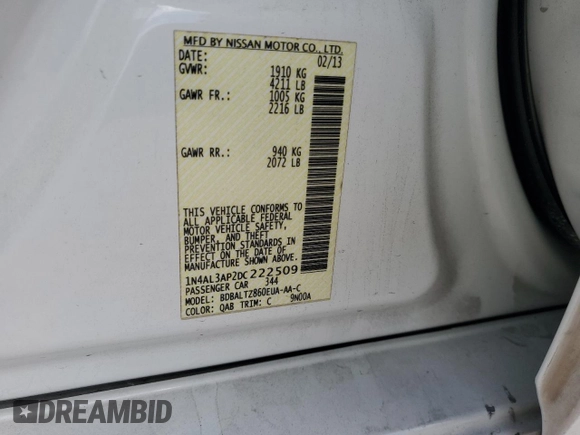 MFD BY NISSAN MOTOR CO., LTD.
DATE: 02/13
GVWR: 1910 KG
4211 LB
GAWR FR.: 1005 KG
2216 LB
GAWR RR.: 940 KG
2072 LB
THIS VEHICLE CONFORMS TO
ALL APPLICABLE FEDERAL
MOTOR VEHICLE SAFETY,
BUMPER, AND THEFT
PREVENTION STANDARDS IN
EFFECT ON THE DATE OF
MANUFACTURE SHOWN ABOVE.
1N4AL3AP2DC222509
PASSENGER CAR 344
MODEL: BDBALTZ860EUA-AA-C
COLOR: QAB TRIM: C 9N00A
DREAMBID